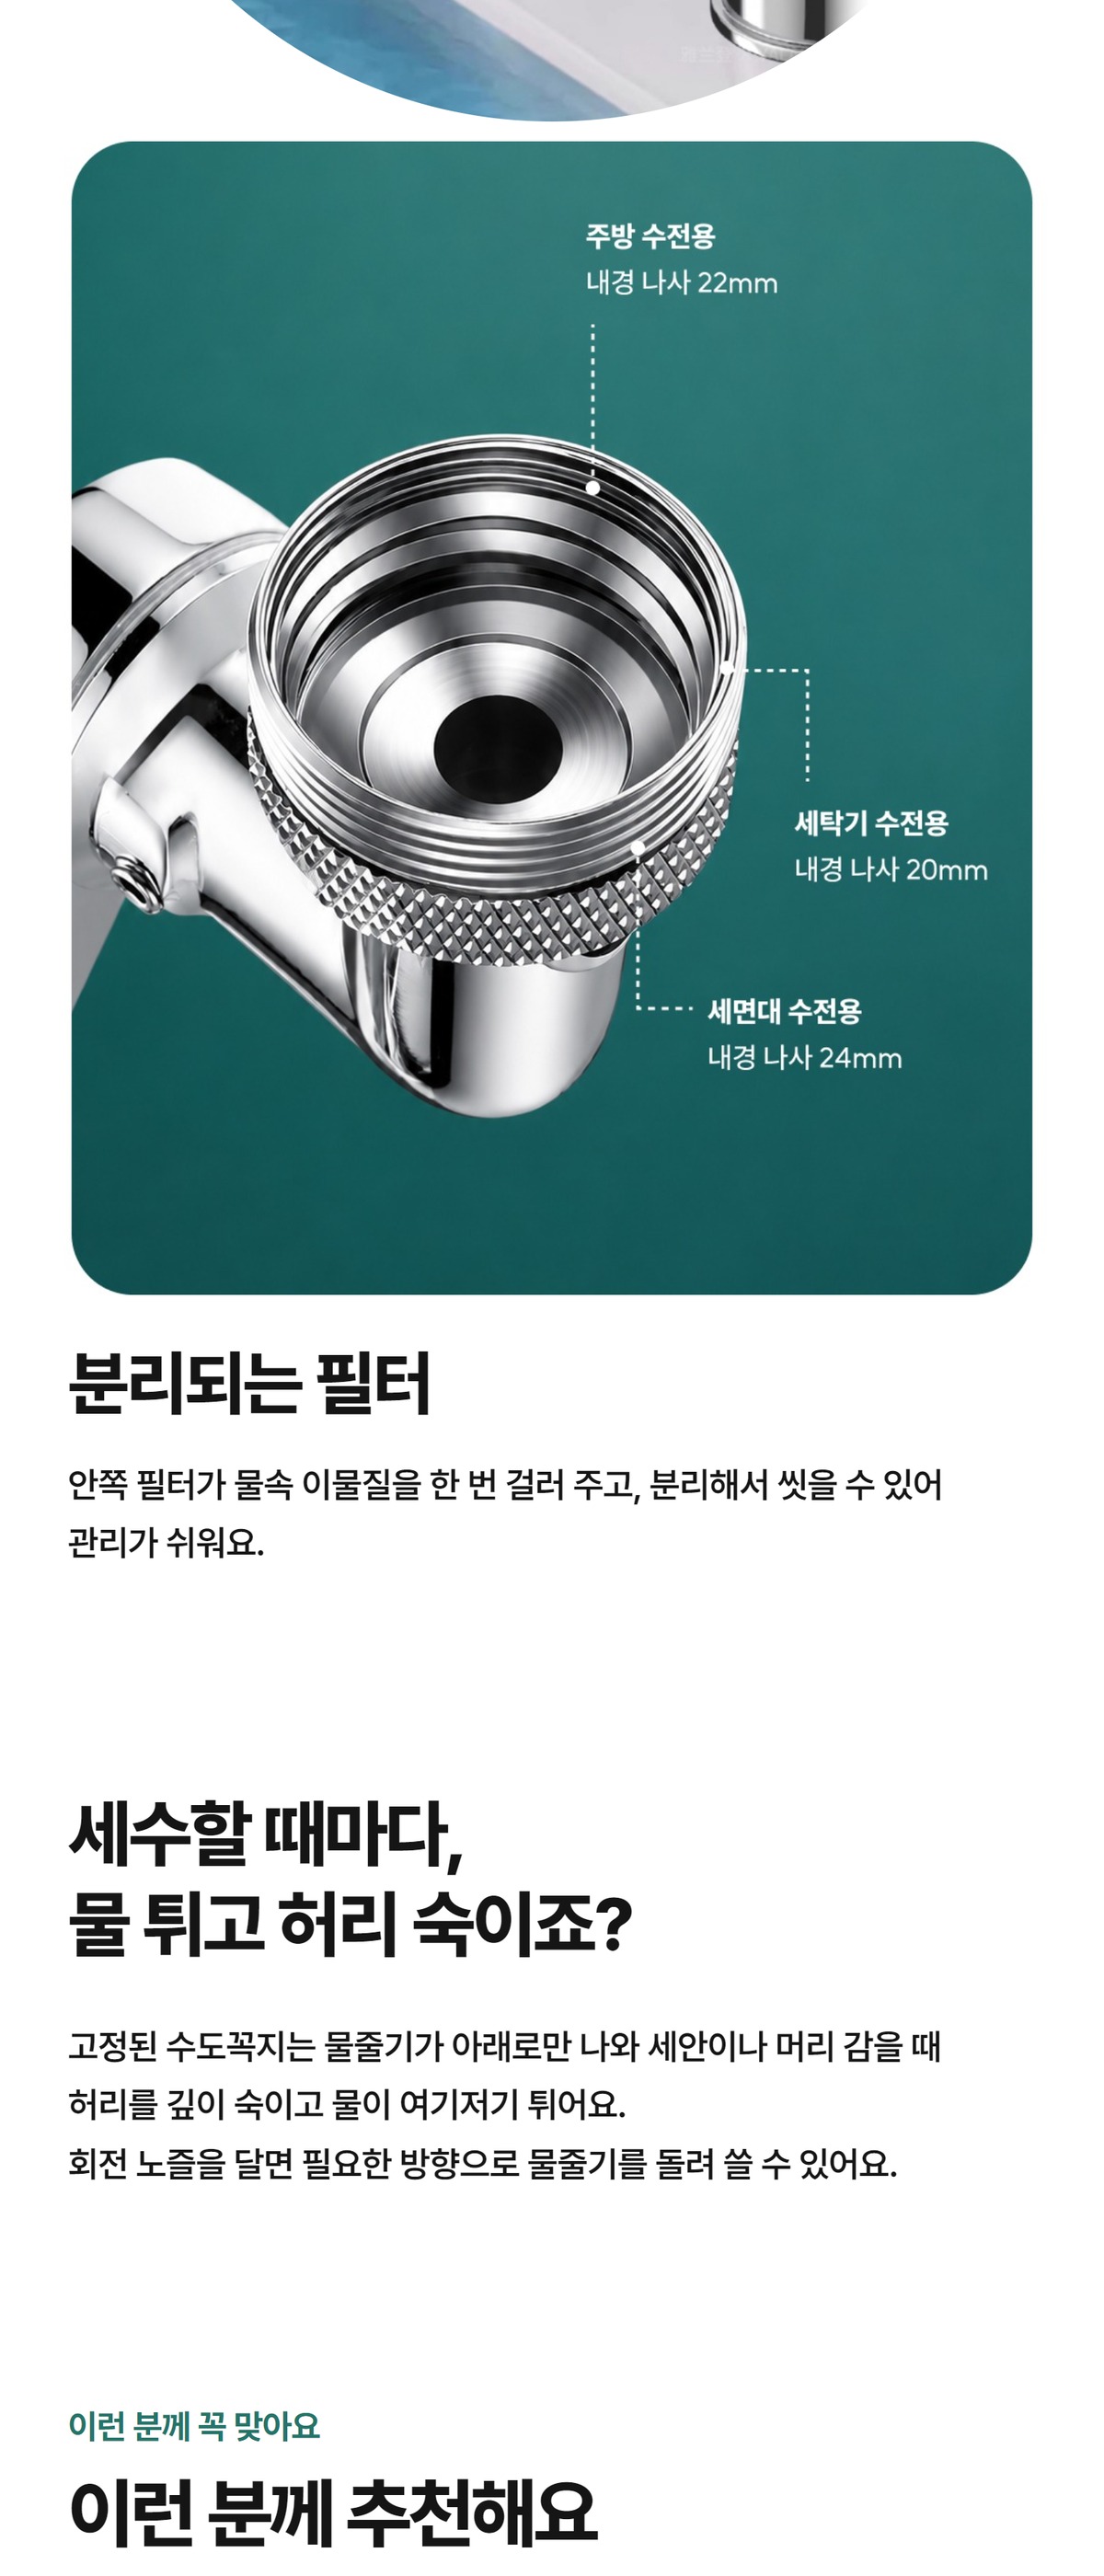 주방 수전용
내경 나사 22mm
세탁기 수전용
내경 나사 20mm
세면대 수전용
내경 나사 24mm
분리되는 필터
안쪽 필터가 물속 이물질을 한 번 걸러 주고, 분리해서 씻을 수 있어
관리가 쉬워요.
세수할 때마다,
물 튀고 허리 숙이죠?
고정된 수도꼭지는 물줄기가 아래로만 나와 세안이나 머리 감을 때
허리를 깊이 숙이고 물이 여기저기 튀어요.
회전 노즐을 달면 필요한 방향으로 물줄기를 돌려 쓸 수 있어요.
이런 분께 꼭 맞아요
이런 분께 추천해요